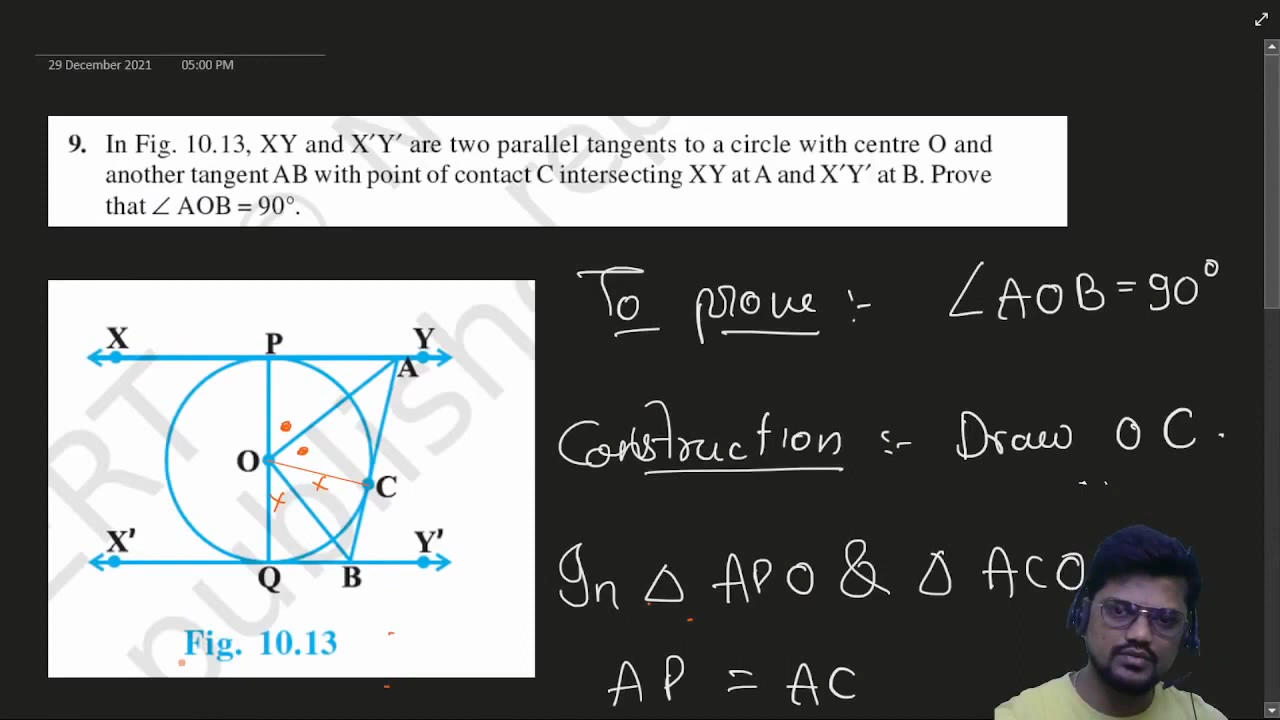 29 December 2021 05:00 PM
9. In Fig. 10.13, XY and X′Y′ are two parallel tangents to a circle with centre O and
another tangent AB with point of contact C intersecting XY at A and X′Y′ at B. Prove
that ∠ AOB = 90°.
To prove :- ∠AOB = 90°
Construction :- Draw OC.
In △ APO & △ ACO
AP = AC
X P Y
A
O
C
X' Y'
Q B
Fig. 10.13